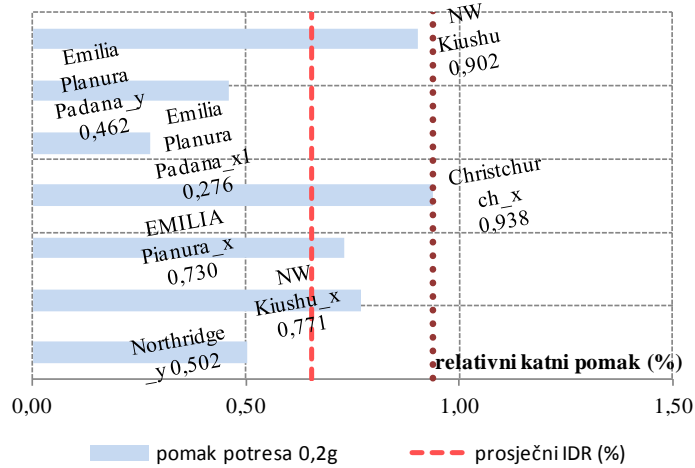 NW
Kiushu
0,902
Emilia
Planura
Padana_y
0,462
Emilia
Planura
Padana_x1
0,276
Christchur
ch_x
0,938
EMILIA
Pianura_x
0,730
NW
Kiushu_x
0,771
Northridge
_y 0,502
relativni katni pomak (%)
0,00 0,50 1,00 1,50
pomak potresa 0,2g prosječni IDR (%)